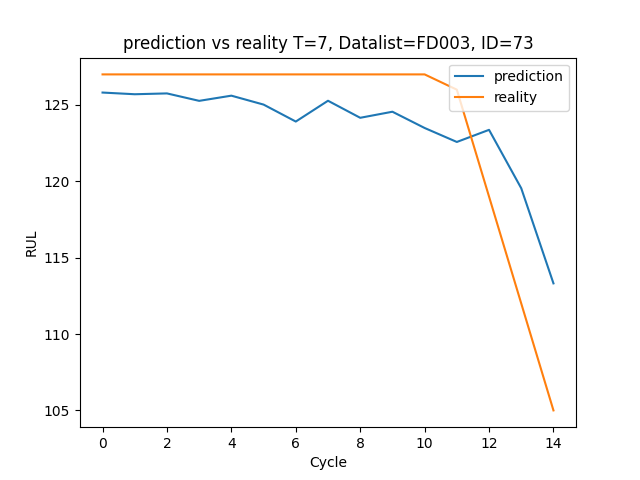 prediction vs reality T=7, Datalist=FD003, ID=73
prediction
reality
125
120
115
110
105
RUL
0 2 4 6 8 10 12 14
Cycle